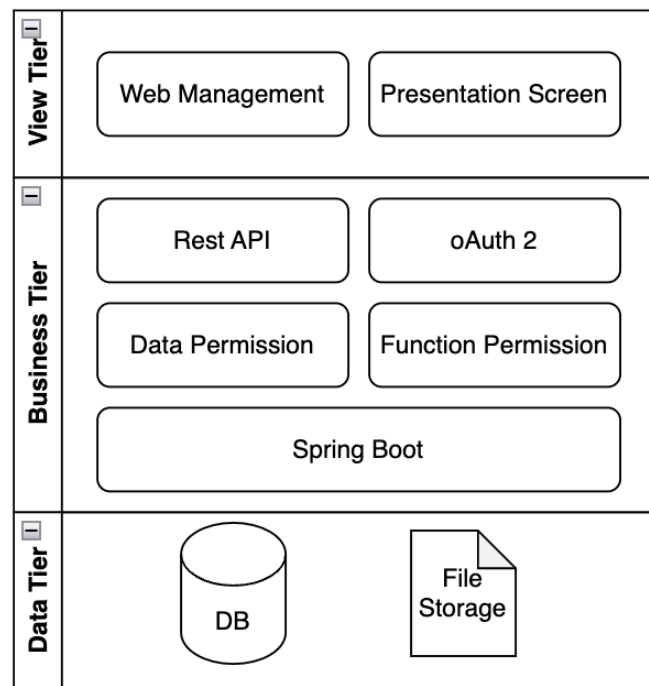 View Tier
Web Management
Presentation Screen
Business Tier
Rest API
oAuth 2
Data Permission
Function Permission
Spring Boot
Data Tier
DB
File
Storage